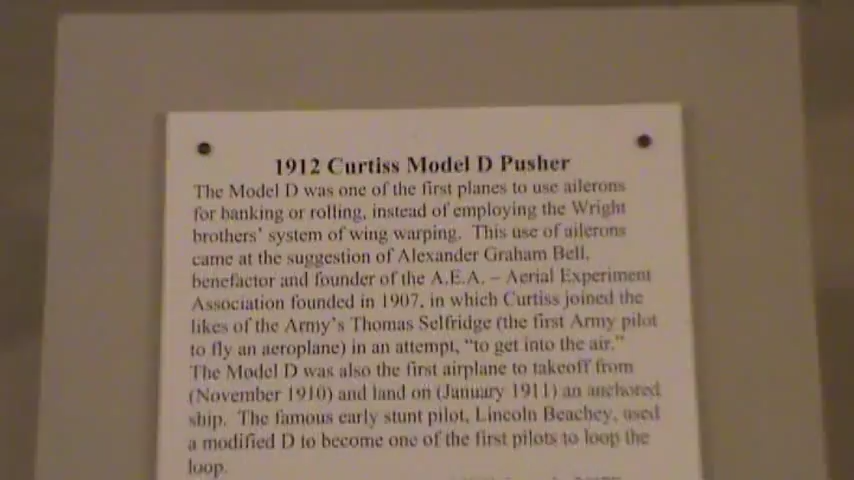 1912 Curtiss Model D Pusher
The Model D was one of the first planes to use ailerons
for banking or rolling, instead of employing the Wright
brothers' system of wing warping. This use of ailerons
came at the suggestion of Alexander Graham Bell,
benefactor and founder of the A.E.A. – Aerial Experiment
Association founded in 1907, in which Curtiss joined the
likes of the Army's Thomas Selfridge (the first Army pilot
to fly an aeroplane) in an attempt, "to get into the air."
The Model D was also the first airplane to takeoff from
(November 1910) and land on (January 1911) an anchored
ship. The famous early stunt pilot, Lincoln Beachey, used
a modified D to become one of the first pilots to loop the
loop.